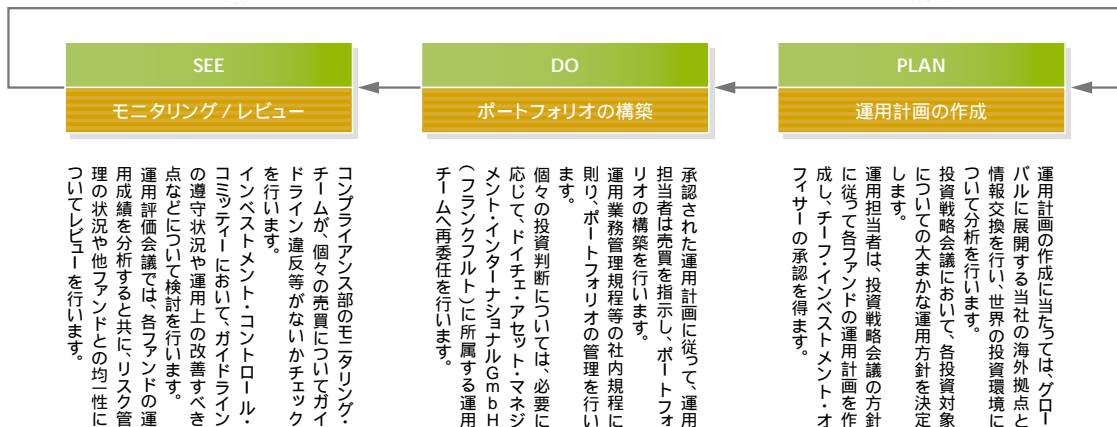 PLAN
運用計画の作成
運用計画の作成に当たっては、グロー
バルに展開する当社の海外拠点と
情報交換を行い、世界の投資環境に
ついて分析を行います。
投資戦略会議において、各投資対象
についての大まかな運用方針を決定
します。
運用担当者は、投資戦略会議の方針
に従って各ファンドの運用計画を作
成し、チーフ・インベストメント・オ
フィサーの承認を得ます。
DO
ポートフォリオの構築
承認された運用計画に従って、運用
担当者は売買を指示し、ポートフォ
リオの構築を行います。
運用業務管理規程等の社内規程に
則り、ポートフォリオの管理を行い
ます。
個々の投資判断については、必要に
応じて、ドイチェ・アセット・マネジ
メント・インターナショナルGmbH
(フランクフルト)に所属する運用
チームへ再委任を行います。
SEE
モニタリング / レビュー
コンプライアンス部のモニタリング・
チームが、個々の売買についてガイ
ドライン違反等がないかチェック
を行います。
インベストメント・コントロール・
コミッティーにおいて、ガイドライン
の遵守状況や運用上の改善すべき
点などについて検討を行います。
運用評価会議では、各ファンドの運
用成績を分析すると共に、リスク管
理の状況や他ファンドとの均一性に
ついてレビューを行います。